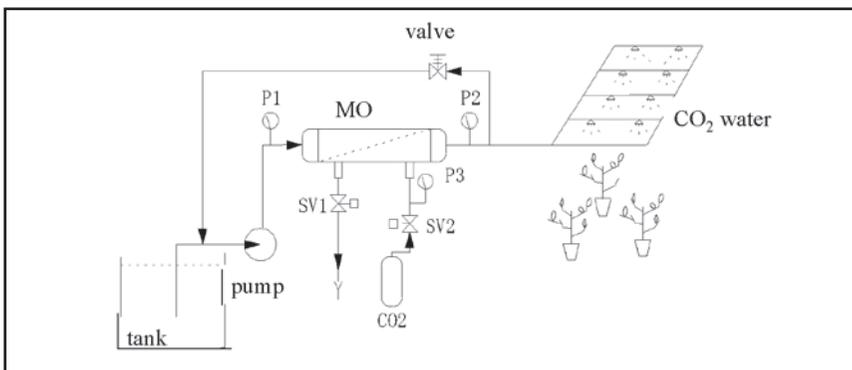 valve
P1
MO
P2
CO₂ water
P3
SV1
SV2
pump
CO2
tank